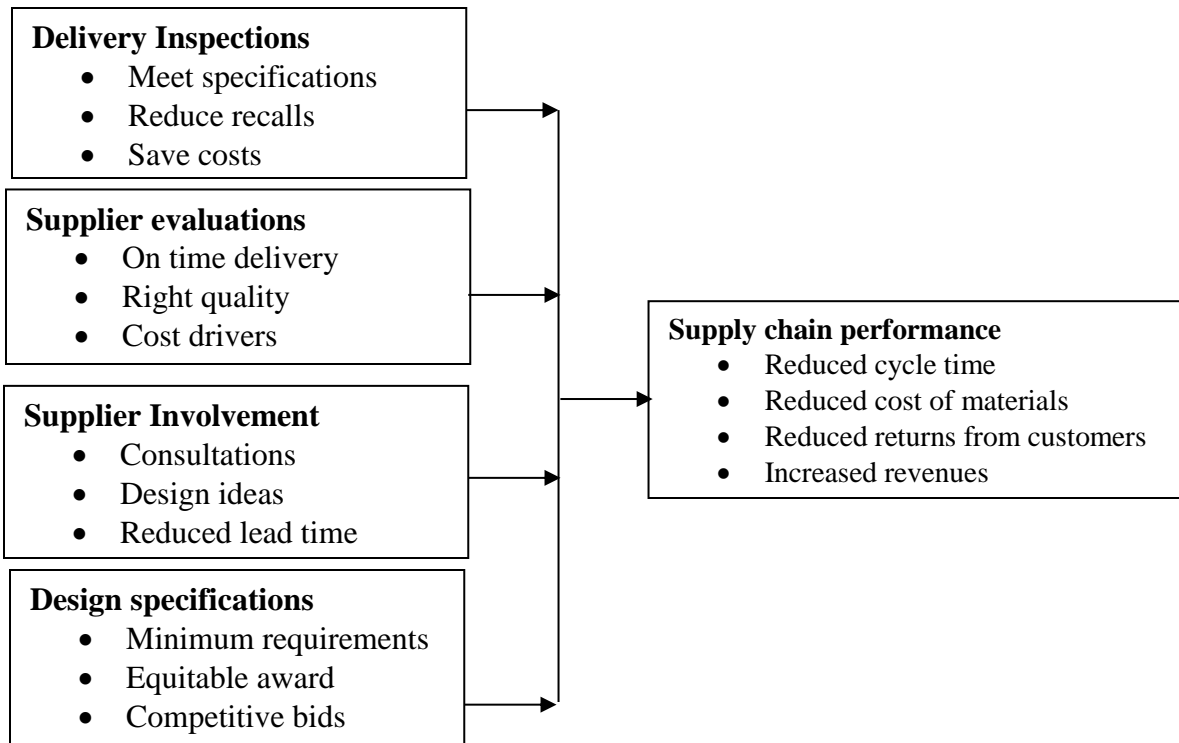 Delivery Inspections
• Meet specifications
• Reduce recalls
• Save costs
Supplier evaluations
• On time delivery
• Right quality
• Cost drivers
Supplier Involvement
• Consultations
• Design ideas
• Reduced lead time
Design specifications
• Minimum requirements
• Equitable award
• Competitive bids
Supply chain performance
• Reduced cycle time
• Reduced cost of materials
• Reduced returns from customers
• Increased revenues